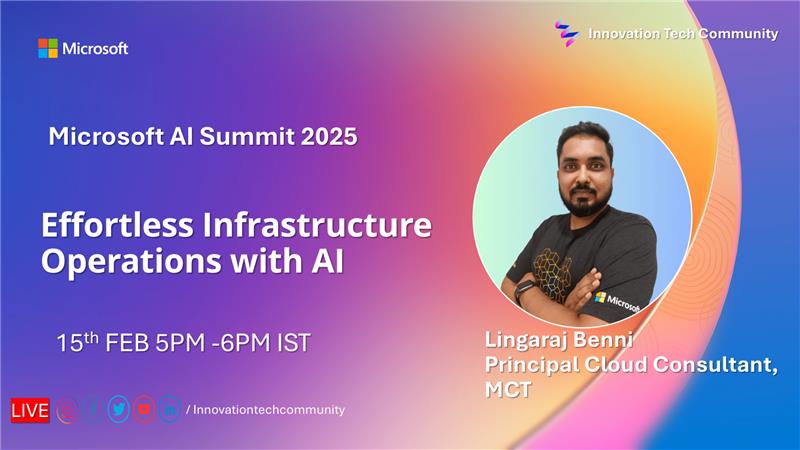 Microsoft
Innovation Tech Community
Microsoft AI Summit 2025
Effortless Infrastructure
Operations with AI
15th FEB 5PM -6PM IST
Microsoft
Lingaraj Benni
Principal Cloud Consultant,
MCT
LIVE
/ Innovationtechcommunity